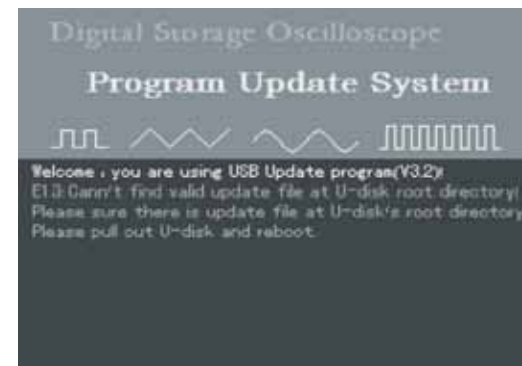 Digital Storage Oscilloscope
Program Update System
Welcome , you are using USB Update program(V3.2)!
E13:Cann't find valid update file at U-disk root directory!
Please sure there is update file at U-disk's root directory
Please pull out U-disk and reboot.